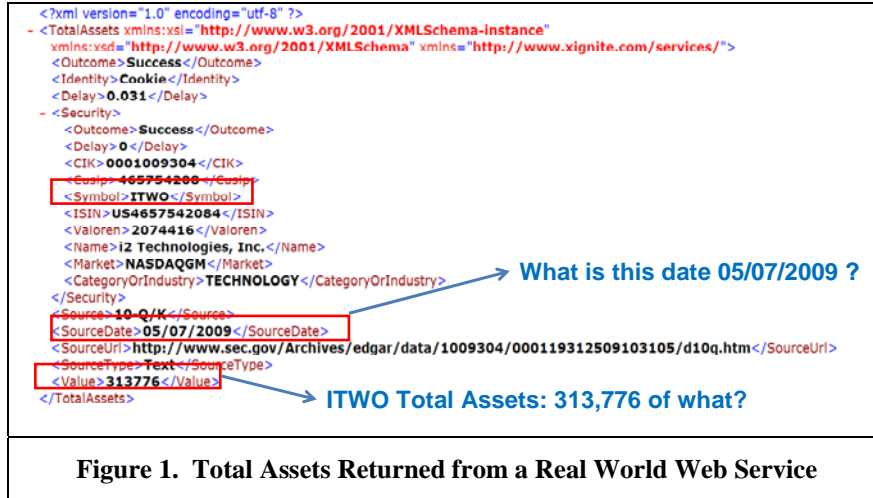 <?xml version="1.0" encoding="utf-8" ?>
- <TotalAssets xmlns:xsi="http://www.w3.org/2001/XMLSchema-instance"
xmlns:xsd="http://www.w3.org/2001/XMLSchema" xmlns="http://www.xignite.com/services/">
<Outcome>Success</Outcome>
<Identity>Cookie</Identity>
<Delay>0.031</Delay>
- <Security>
<Outcome>Success</Outcome>
<Delay>0</Delay>
<CIK>0001009304</CIK>
<Cusip>465754208</Cusip>
<Symbol>ITWO</Symbol>
<ISIN>US4657542084</ISIN>
<Valoren>2074416</Valoren>
<Name>i2 Technologies, Inc.</Name>
<Market>NASDAQGM</Market>
<CategoryOrIndustry>TECHNOLOGY</CategoryOrIndustry>
What is this date 05/07/2009 ?
</Security>
<Source>10-Q/K</Source>
<SourceDate>05/07/2009</SourceDate>
<SourceUrl>http://www.sec.gov/Archives/edgar/data/1009304/000119312509103105/d10q.htm</SourceUrl>
<SourceType>Text</SourceType>
<Value>313776</Value>
</TotalAssets>
ITWO Total Assets: 313,776 of what?
Figure 1. Total Assets Returned from a Real World Web Service